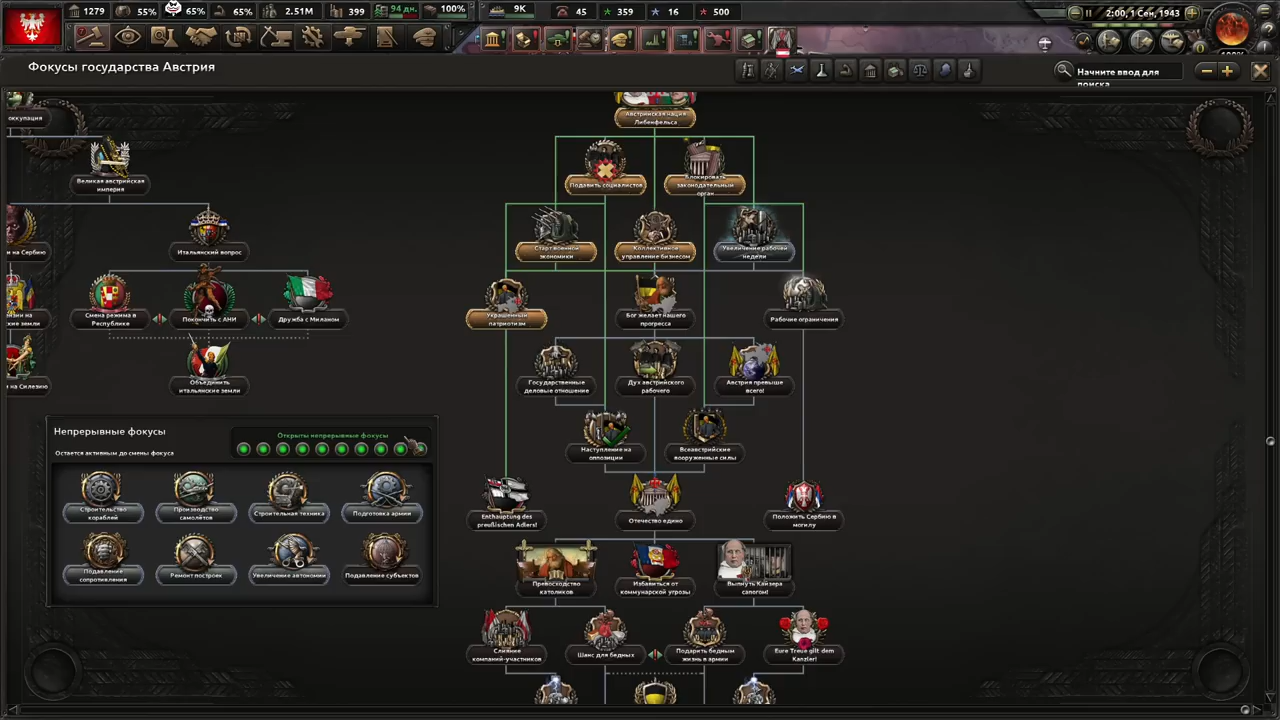 1279
55%
65%
65%
2.51M
399
94 дн.
100%
9K
45
359
16
500
2:00, 1 Сен, 1943
Фокусы государства Австрия
Начните ввод для
поиска
оккупация
Великая австрийская
империя
Итальянский вопрос
Смена режима в
Республике
Покончить с АНИ
Дружба с Миланом
Объединить
итальянские земли
Австрийская нация
Либенфельса
Подавить социалистов
Блокировать
законодательный
орган
Старт военной
экономики
Коллективное
управление бизнесом
Увеличение рабочей
недели
Украшенный
патриотизм
Бог желает нашего
прогресса
Рабочие ограничения
Государственные
деловые отношение
Дух австрийского
рабочего
Австрия превыше
всего!
Наступление на
оппозиции
Всеавстрийские
вооруженные силы
Enthauptung des
preußischen Adlers!
Отечество едино
Положить Сербию в
могилу
Превосходство
католиков
Избавиться от
коммунарской угрозы
Выпнуть Кайзера
сапогом!
Слияние
компаний-участников
Шанс для бедных
Подарить бедным
жизнь в армии
Eure Treue gilt dem
Kanzler!
Непрерывные фокусы
Открыты непрерывные фокусы
Остается активным до смены фокуса
Строительство
кораблей
Производство
самолётов
Строительная техника
Подготовка армии
Подавление
сопротивления
Ремонт построек
Увеличение автономии
Подавление субъектов